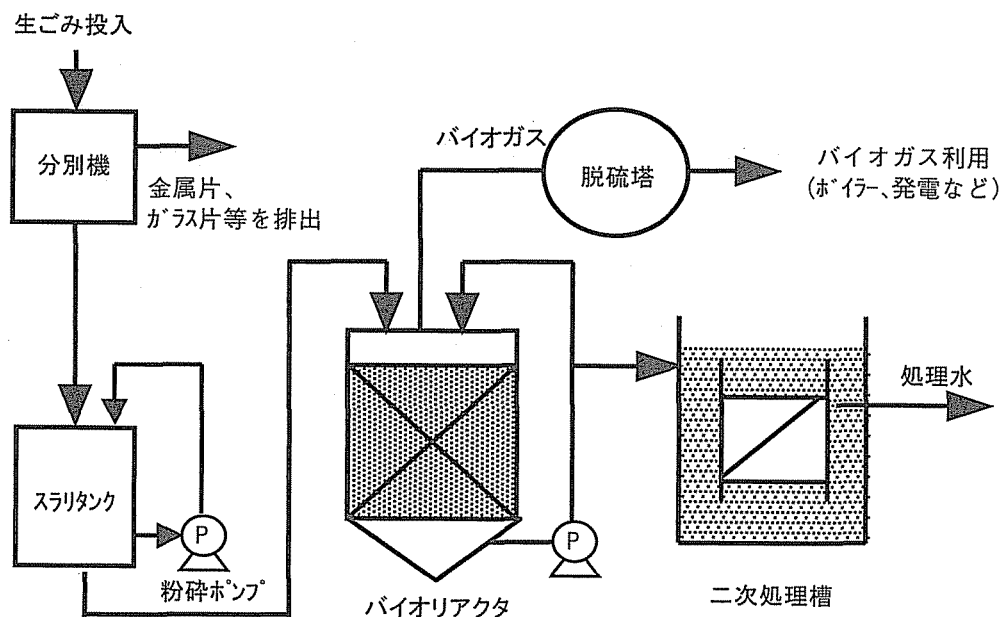 生ごみ投入
分別機
金属片、
ｶﾞﾗｽ片等を排出
バイオガス
脱硫塔
バイオガス利用
(ﾎﾞｲﾗｰ、発電など)
スラリタンク
P
粉砕ﾎﾟﾝﾌﾟ
P
バイオリアクタ
処理水
二次処理槽